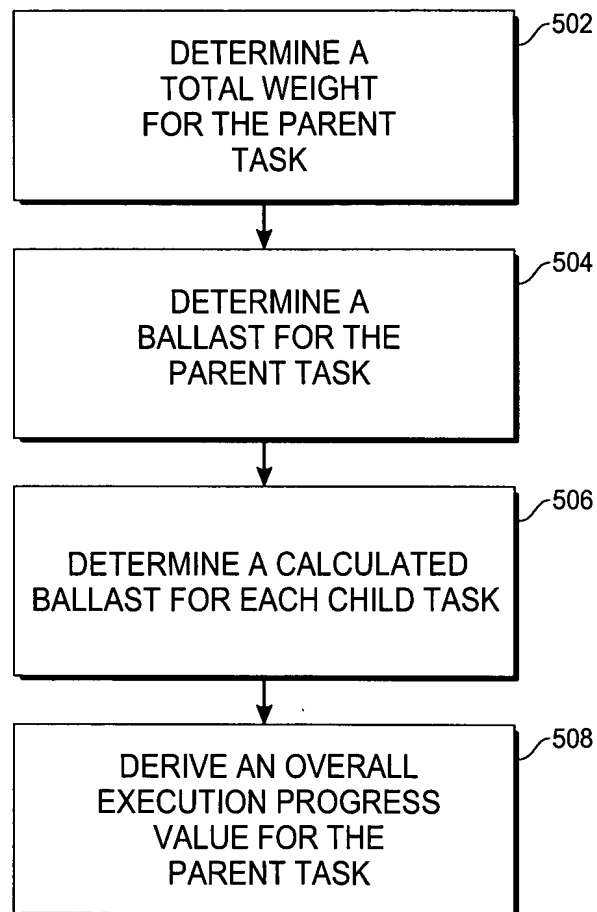 502
DETERMINE A
TOTAL WEIGHT
FOR THE PARENT
TASK
504
DETERMINE A
BALLAST FOR THE
PARENT TASK
506
DETERMINE A CALCULATED
BALLAST FOR EACH CHILD TASK
508
DERIVE AN OVERALL
EXECUTION PROGRESS
VALUE FOR THE
PARENT TASK